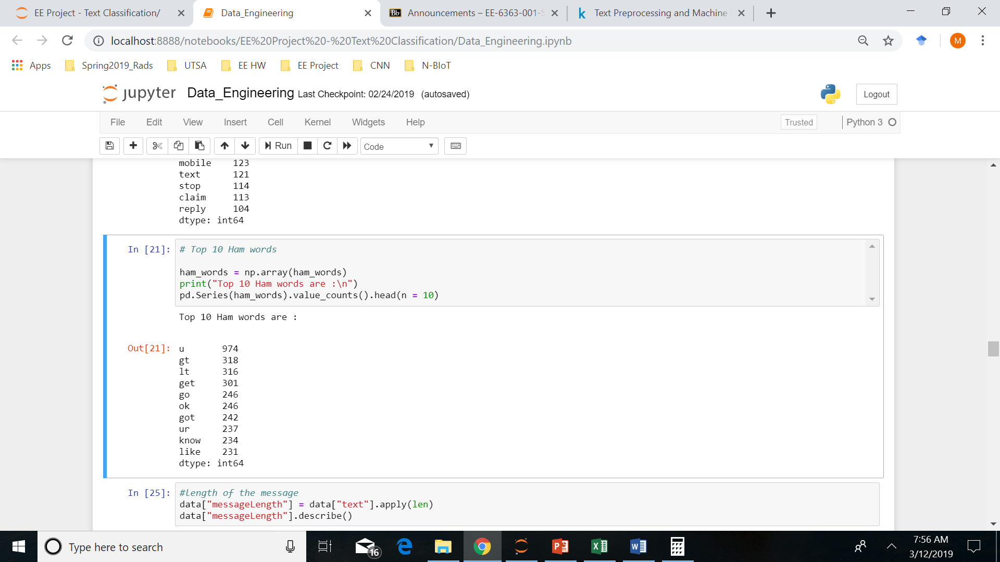 EE Project - Text Classification/
Data_Engineering
Bb Announcements – EE-6363-001-S
k Text Preprocessing and Machine
localhost:8888/notebooks/EE%20Project%20-%20Text%20Classification/Data_Engineering.ipynb
M
Apps Spring2019_Rads UTSA EE HW EE Project CNN N-BIoT
jupyter Data_Engineering Last Checkpoint: 02/24/2019 (autosaved)
Logout
File Edit View Insert Cell Kernel Widgets Help Trusted Python 3
Run Code
mobile 123
text 121
stop 114
claim 113
reply 104
dtype: int64
In [21]: # Top 10 Ham words
ham_words = np.array(ham_words)
print("Top 10 Ham words are :\n")
pd.Series(ham_words).value_counts().head(n = 10)
Top 10 Ham words are :
Out[21]: u 974
gt 318
lt 316
get 301
go 246
ok 246
got 242
ur 237
know 234
like 231
dtype: int64
In [25]: #length of the message
data["messageLength"] = data["text"].apply(len)
data["messageLength"].describe()
Type here to search
16
7:56 AM
3/12/2019